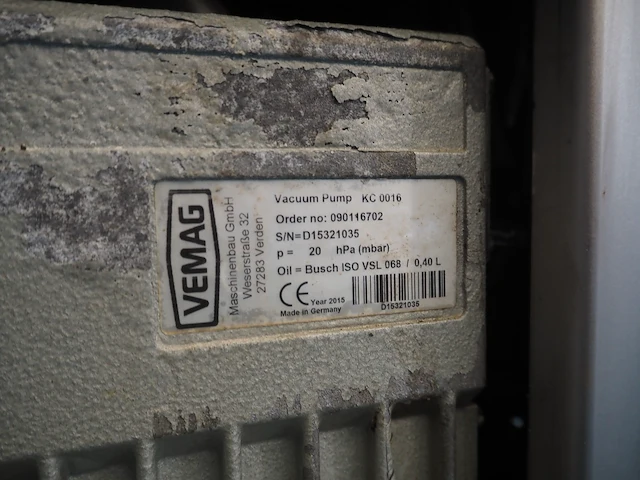 VEMAG
Maschinenbau GmbH
Weserstraße 32
27283 Verden
Vacuum Pump KC 0016
Order no: 090116702
S/N=D15321035
p = 20 hPa (mbar)
Oil = Busch ISO VSL 068 / 0,40 L
CE Year 2015
Made in Germany
D15321035